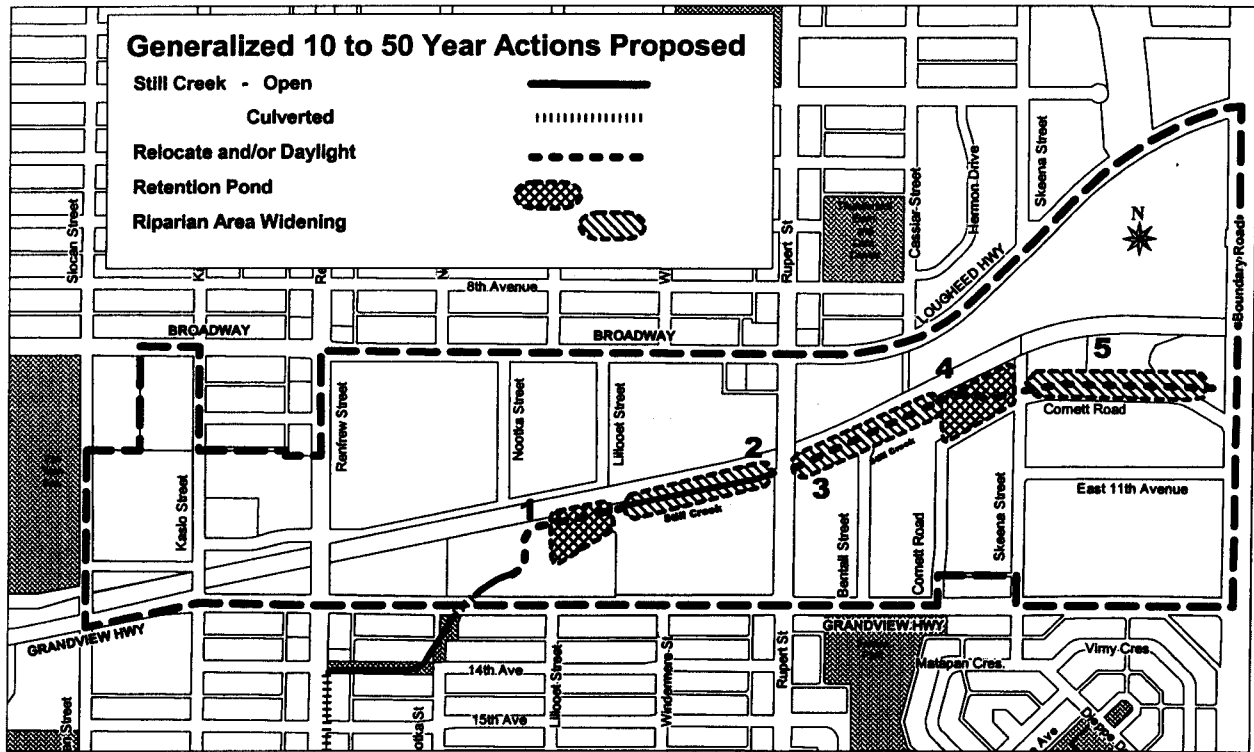 Generalized 10 to 50 Year Actions Proposed
Still Creek - Open
Culverted
Relocate and/or Daylight
Retention Pond
Riparian Area Widening
Slocan Street
Rupert St
Cassiar Street
Hermon Drive
Skeena Street
N
Boundary Road
LOUGHEED HWY
8th Avenue
BROADWAY
BROADWAY
Renfrew Street
Nootka Street
Lillooet Street
Kaslo Street
2
3
4
5
Still Creek
Still Creek
Cornett Road
East 11th Avenue
Bentall Street
Cornett Road
Skeena Street
GRANDVIEW HWY
GRANDVIEW HWY
14th Ave
15th Ave
Lillooet Street
Windermere St
Rupert St
Matapan Cres.
Vimy Cres.